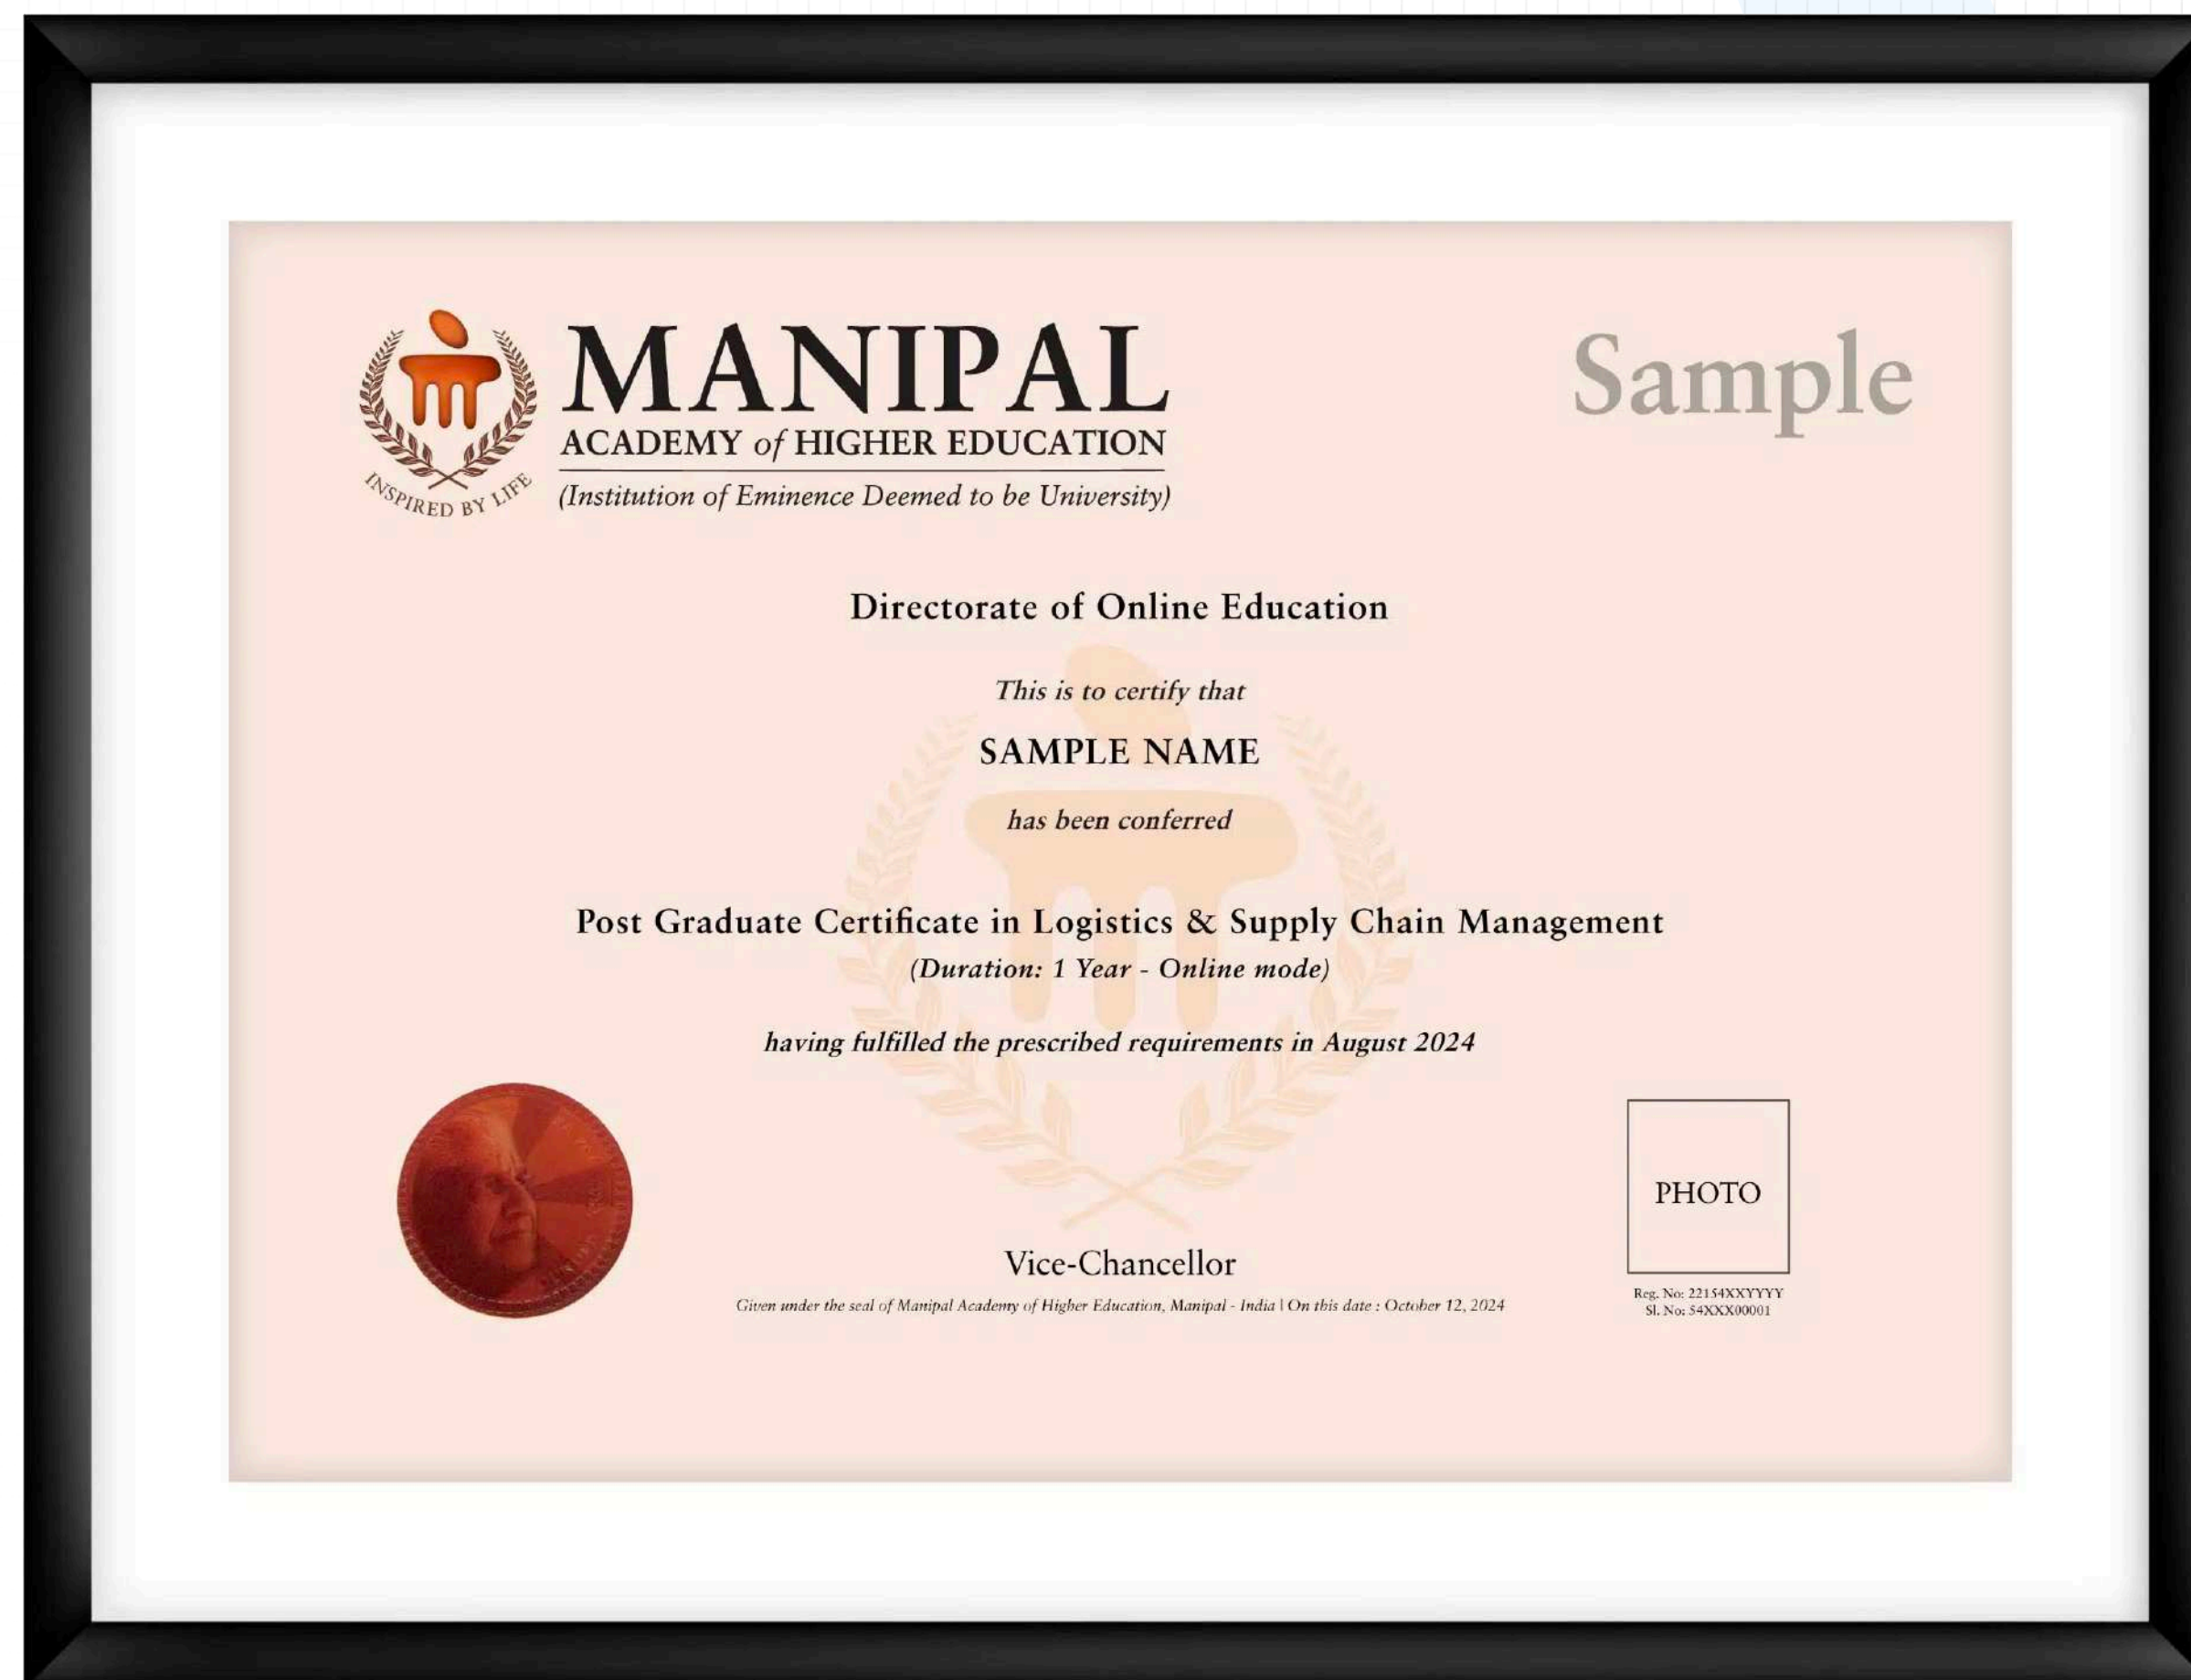 MANIPAL
ACADEMY of HIGHER EDUCATION
(Institution of Eminence Deemed to be University)
INSPIRED BY LIFE
Sample
Directorate of Online Education
This is to certify that
SAMPLE NAME
has been conferred
Post Graduate Certificate in Logistics & Supply Chain Management
(Duration: 1 Year - Online mode)
having fulfilled the prescribed requirements in August 2024
PHOTO
Vice-Chancellor
Given under the seal of Manipal Academy of Higher Education, Manipal - India | On this date : October 12, 2024
Reg. No: 22154XXYYYY
Sl. No: 54XXX00001